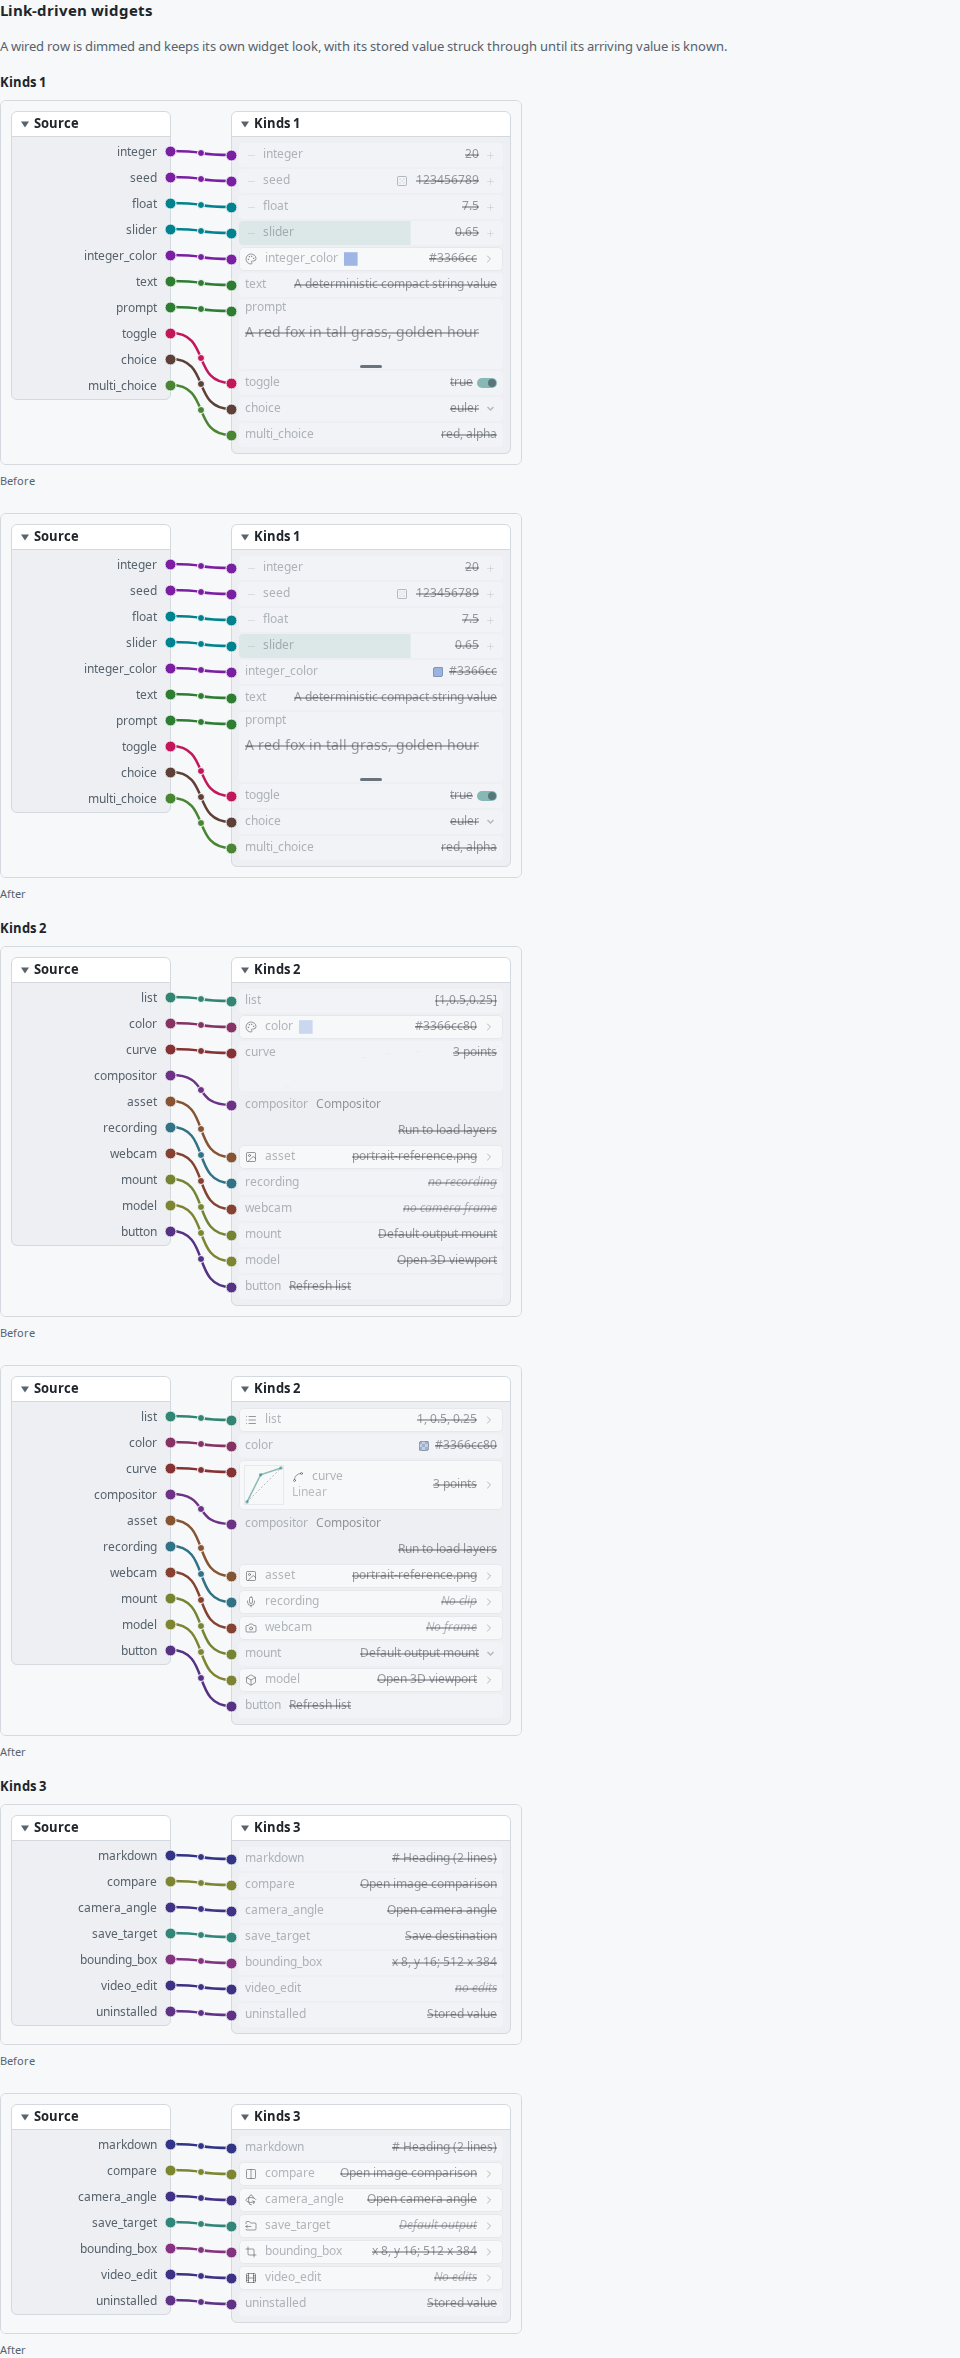 Link-driven widgets
A wired row is dimmed and keeps its own widget look, with its stored value struck through until its arriving value is known.
Kinds 1
Source
Kinds 1
integer
integer 20
seed
seed 123456789
float
float 7.5
slider
slider 0.65
integer_color
integer_color #3366cc
text
text A deterministic compact string value
prompt
prompt
A red fox in tall grass, golden hour
toggle
toggle true
choice
choice euler
multi_choice
multi_choice red, alpha
Before
Source
Kinds 1
integer
integer 20
seed
seed 123456789
float
float 7.5
slider
slider 0.65
integer_color
integer_color #3366cc
text
text A deterministic compact string value
prompt
prompt
A red fox in tall grass, golden hour
toggle
toggle true
choice
choice euler
multi_choice
multi_choice red, alpha
After
Kinds 2
Source
Kinds 2
list
list [1,0.5,0.25]
color
color #3366cc80
curve
curve 3 points
compositor
compositor Compositor
Run to load layers
asset
asset portrait-reference.png
recording
recording no recording
webcam
webcam no camera frame
mount
mount Default output mount
model
model Open 3D viewport
button
button Refresh list
Before
Source
Kinds 2
list
list 1, 0.5, 0.25
color
color #3366cc80
curve
curve 3 points
Linear
compositor
compositor Compositor
Run to load layers
asset
asset portrait-reference.png
recording
recording No clip
webcam
webcam No frame
mount
mount Default output mount
model
model Open 3D viewport
button
button Refresh list
After
Kinds 3
Source
Kinds 3
markdown
markdown # Heading (2 lines)
compare
compare Open image comparison
camera_angle
camera_angle Open camera angle
save_target
save_target Save destination
bounding_box
bounding_box x 8, y 16; 512 x 384
video_edit
video_edit no edits
uninstalled
uninstalled Stored value
Before
Source
Kinds 3
markdown
markdown # Heading (2 lines)
compare
compare Open image comparison
camera_angle
camera_angle Open camera angle
save_target
save_target Default output
bounding_box
bounding_box x 8, y 16; 512 x 384
video_edit
video_edit No edits
uninstalled
uninstalled Stored value
After